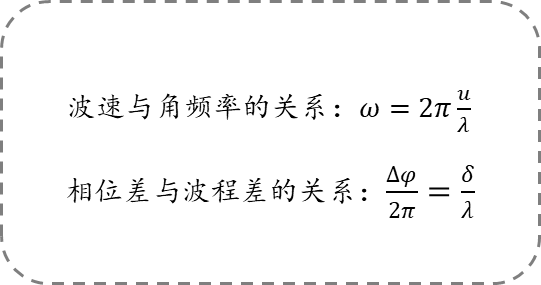 波速与角频率的关系：ω = 2π u/λ
相位差与波程差的关系：Δφ/2π = δ/λ